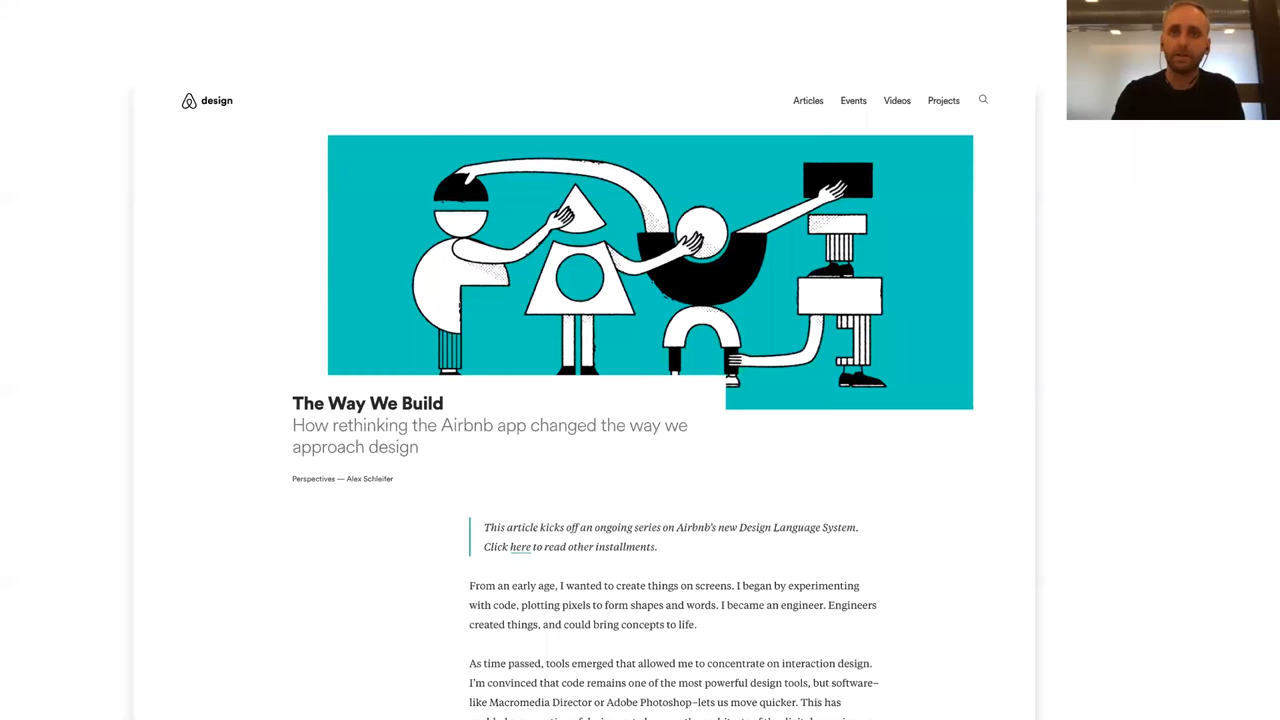 design
Articles Events Videos Projects
The Way We Build
How rethinking the Airbnb app changed the way we
approach design
Perspectives — Alex Schleifer
This article kicks off an ongoing series on Airbnb's new Design Language System.
Click here to read other installments.
From an early age, I wanted to create things on screens. I began by experimenting
with code, plotting pixels to form shapes and words. I became an engineer. Engineers
created things, and could bring concepts to life.
As time passed, tools emerged that allowed me to concentrate on interaction design.
I'm convinced that code remains one of the most powerful design tools, but software–
like Macromedia Director or Adobe Photoshop–lets us move quicker. This has